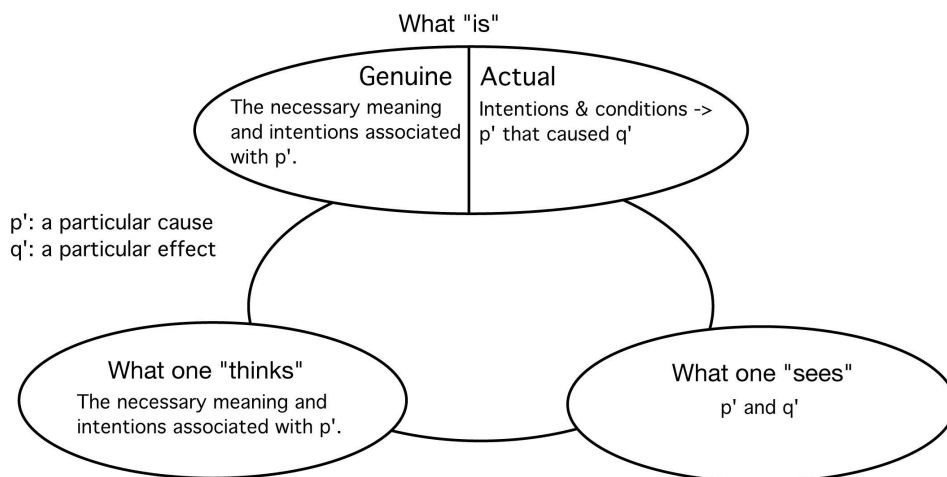 What "is"
Genuine
The necessary meaning
and intentions associated
with p'.
Actual
Intentions & conditions ->
p' that caused q'
p': a particular cause
q': a particular effect
What one "thinks"
The necessary meaning and
intentions associated with p'.
What one "sees"
p' and q'